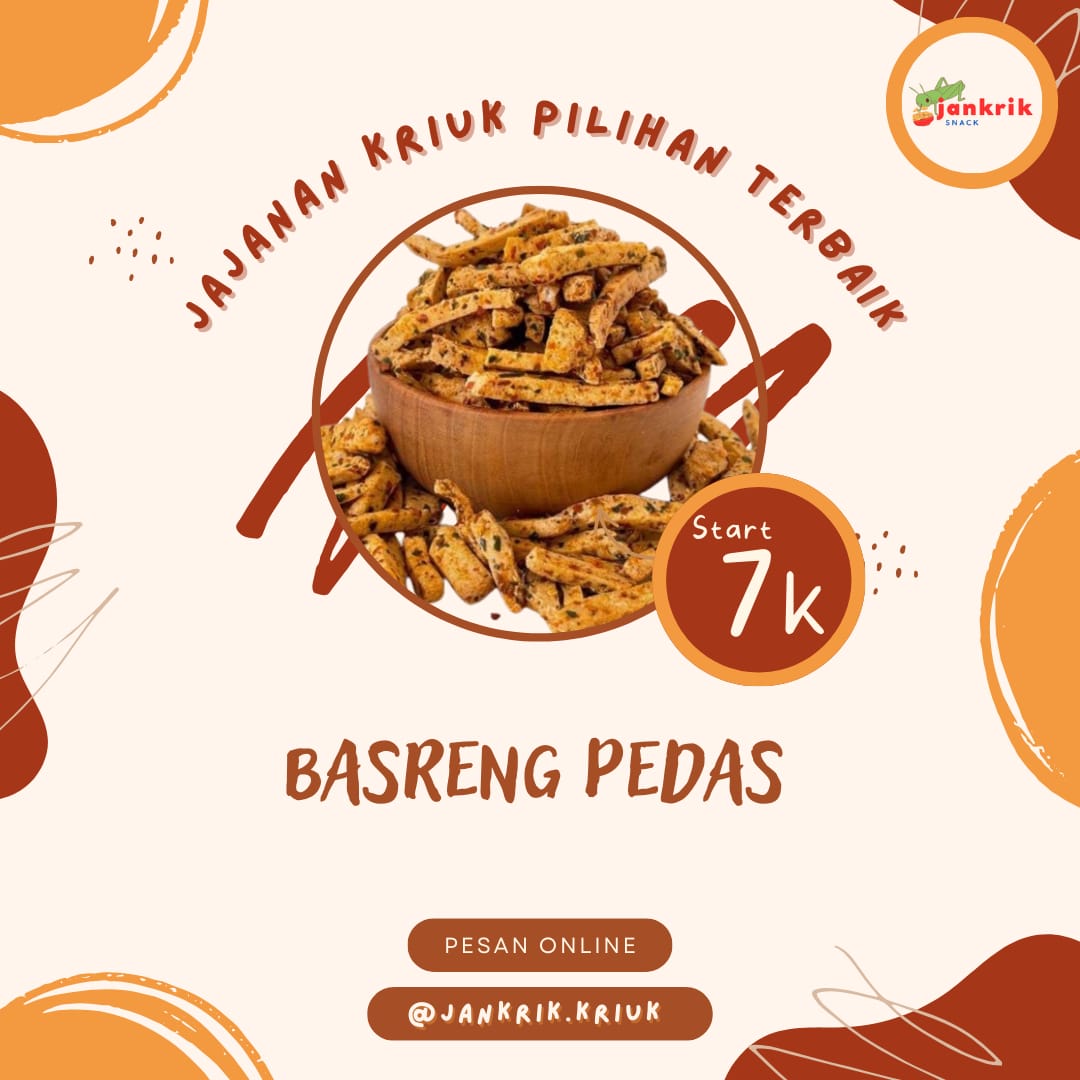 jankrik
SNACK
JAJANAN KRIUK PILIHAN TERBAIK
Start
7k
BASRENG PEDAS
PESAN ONLINE
@JANKRIK.KRIUK